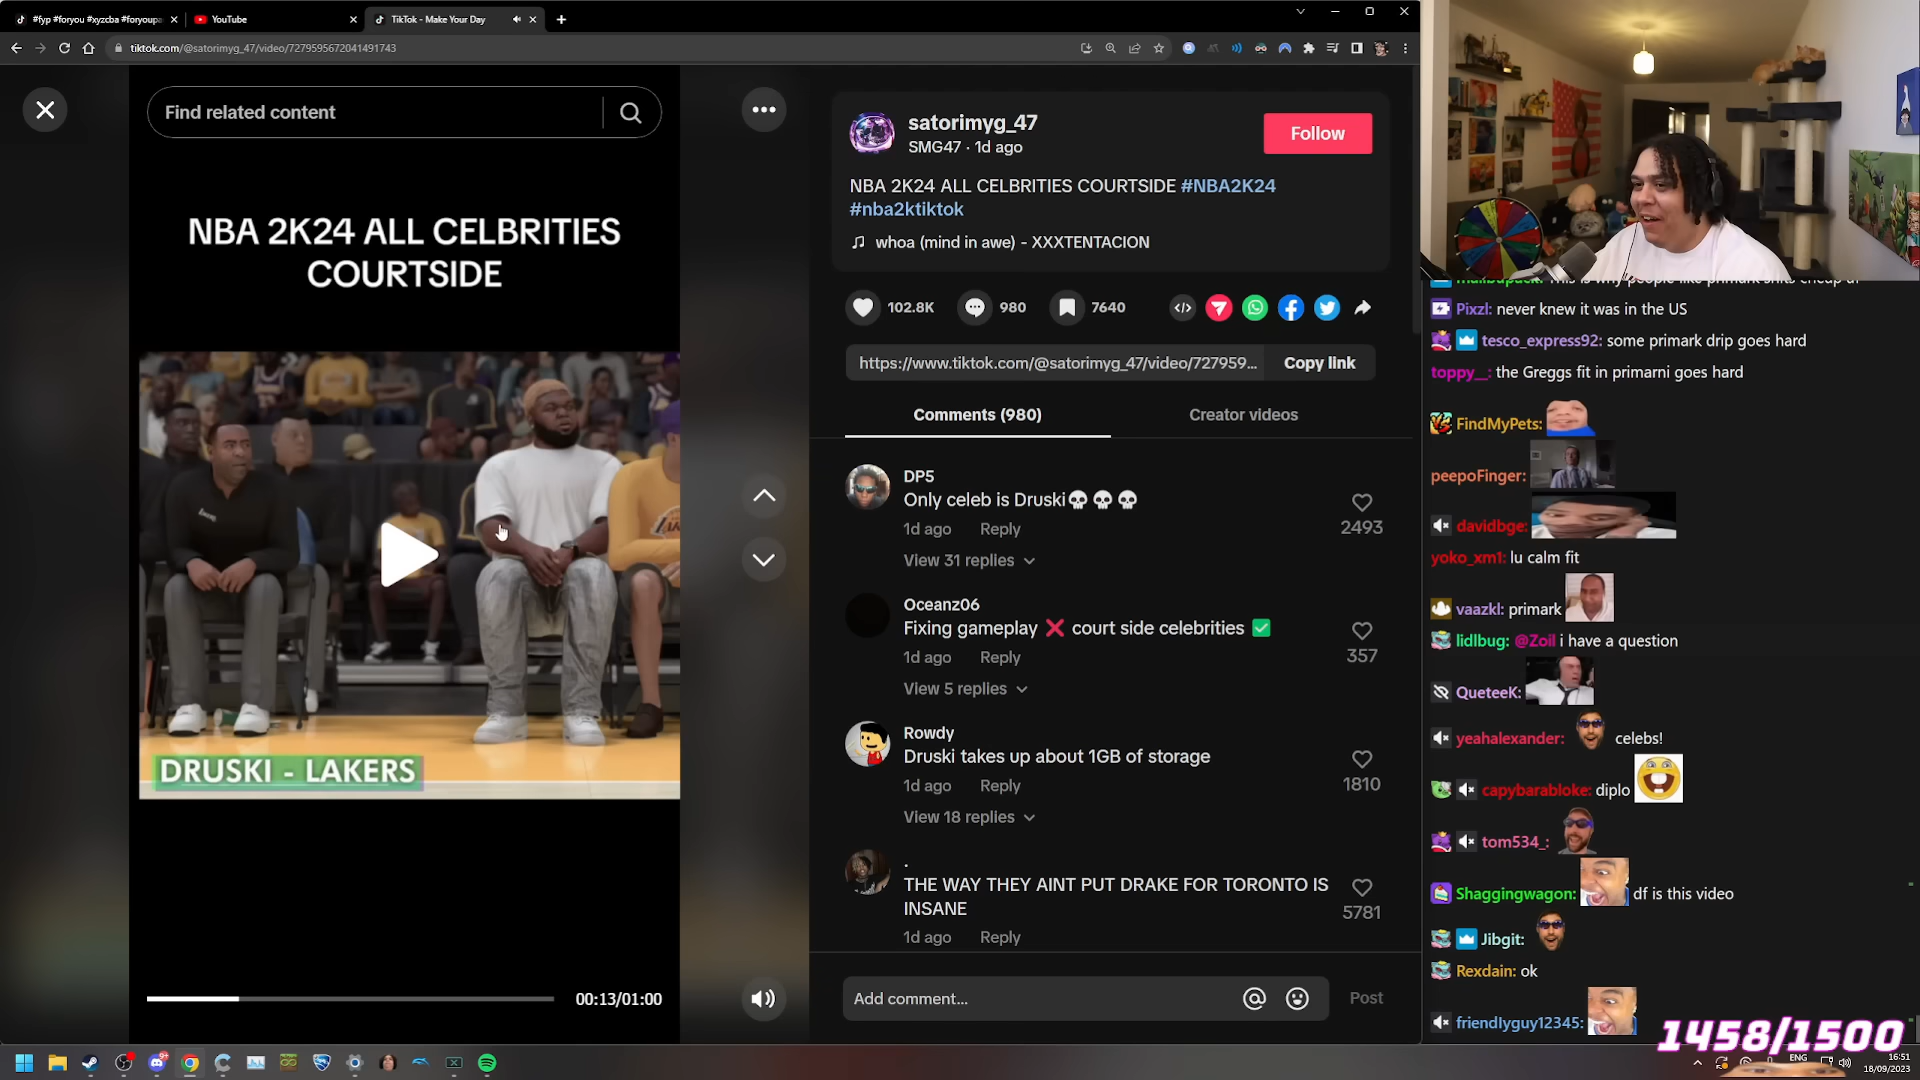 #fyp #foryou #xyzcba #foryoupa
YouTube
TikTok - Make Your Day
tiktok.com/@satorimyg_47/video/7279595672041491743
Find related content
NBA 2K24 ALL CELBRITIES
COURTSIDE
DRUSKI - LAKERS
00:13/01:00
satorimyg_47
SMG47 · 1d ago
Follow
NBA 2K24 ALL CELBRITIES COURTSIDE #NBA2K24
#nba2ktiktok
whoa (mind in awe) - XXXTENTACION
102.8K
980
7640
https://www.tiktok.com/@satorimyg_47/video/727959...
Copy link
Comments (980)
Creator videos
DP5
Only celeb is Druski💀💀💀
1d ago Reply
2493
View 31 replies
Oceanz06
Fixing gameplay ❌ court side celebrities ✅
1d ago Reply
357
View 5 replies
Rowdy
Druski takes up about 1GB of storage
1d ago Reply
1810
View 18 replies
.
THE WAY THEY AINT PUT DRAKE FOR TORONTO IS
INSANE
5781
1d ago Reply
Add comment...
Post
Pixzl: never knew it was in the US
tesco_express92: some primark drip goes hard
toppy__: the Greggs fit in primarni goes hard
FindMyPets:
peepoFinger:
davidbge:
yoko_xm1: lu calm fit
vaazkl: primark
lidlbug: @Zoil i have a question
QueteeK:
yeahalexander: celebs!
capybarabloke: diplo
tom534_:
Shaggingwagon: df is this video
Jibgit:
Rexdain: ok
friendlyguy12345:
1458/1500
ENG
16:51
18/09/2023